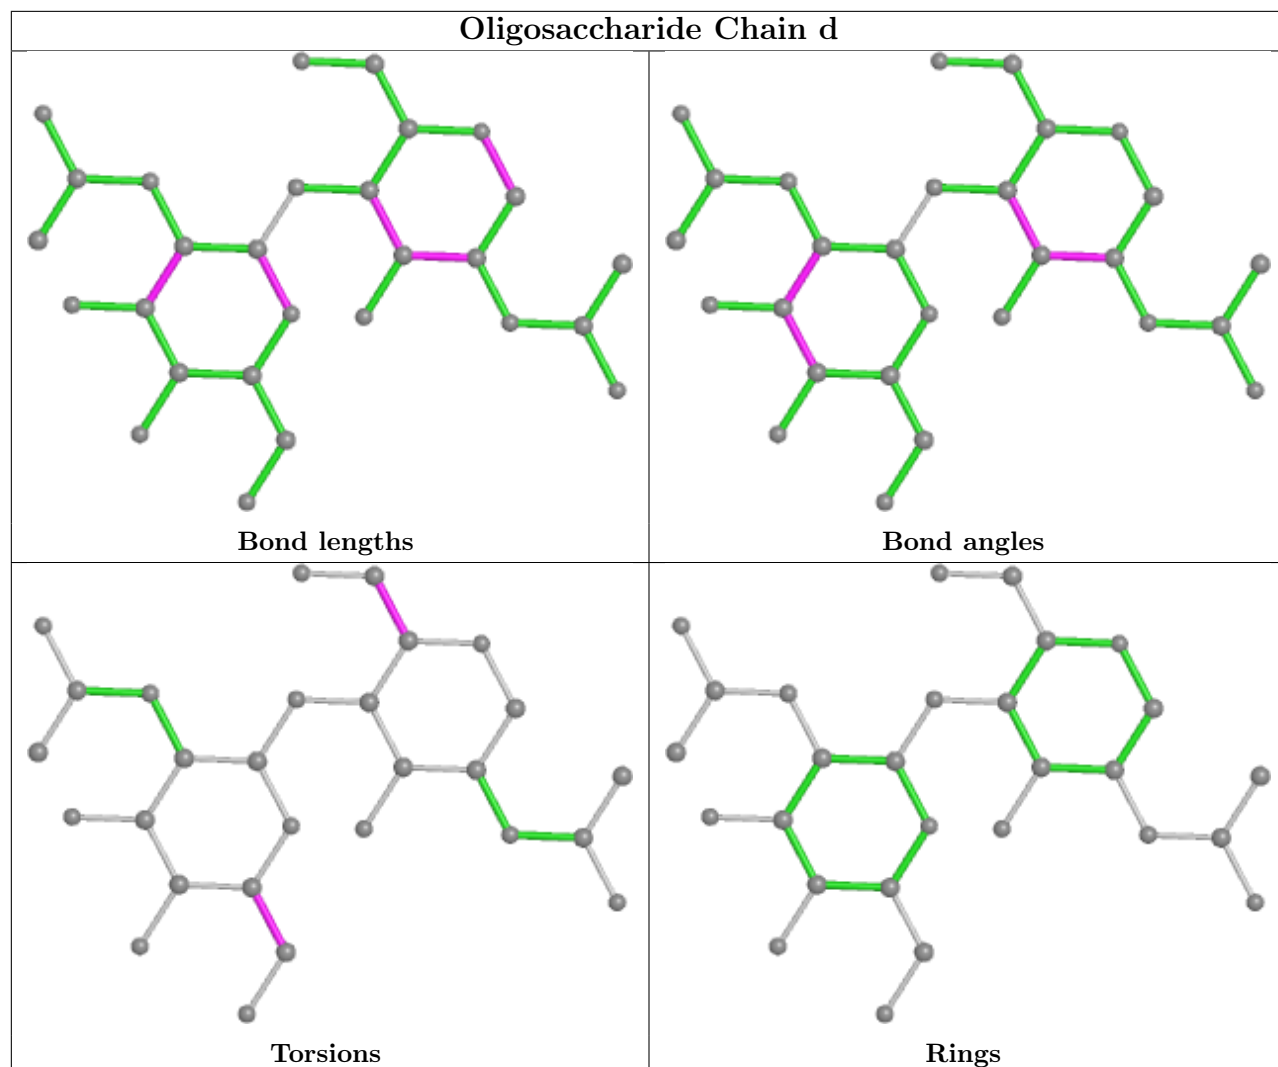 Oligosaccharide Chain d
Bond lengths
Bond angles
Torsions
Rings